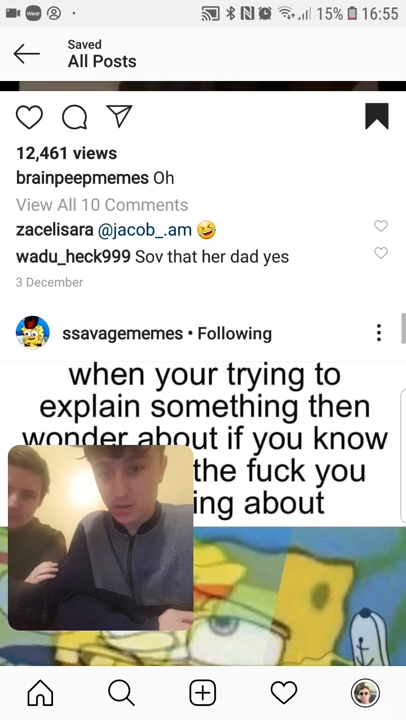 Wear
15% 16:55
Saved
All Posts
12,461 views
brainpeepmemes Oh
View All 10 Comments
zacelisara @jacob_.am 🤣
wadu_heck999 Sov that her dad yes
3 December
ssavagememes • Following
when your trying to
explain something then
wonder about if you know
the fuck you
ing about